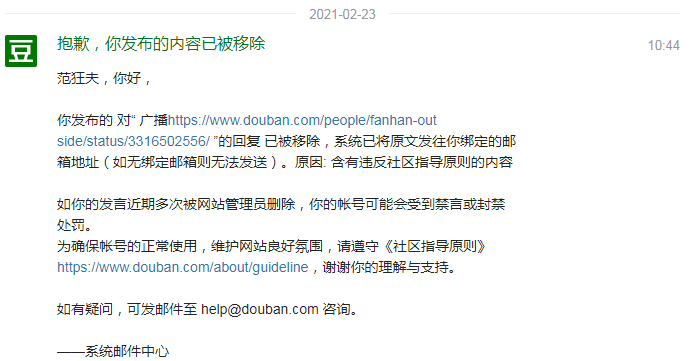 2021-02-23
豆
抱歉，你发布的内容已被移除
10:44
范狂夫，你好，
你发布的 对“ 广播https://www.douban.com/people/fanhan-out
side/status/3316502556/ ”的回复 已被移除，系统已将原文发往你绑定的邮
箱地址（如无绑定邮箱则无法发送）。原因: 含有违反社区指导原则的内容
如你的发言近期多次被网站管理员删除，你的帐号可能会受到禁言或封禁
处罚。
为确保帐号的正常使用，维护网站良好氛围，请遵守《社区指导原则》
https://www.douban.com/about/guideline，谢谢你的理解与支持。
如有疑问，可发邮件至 help@douban.com 咨询。
——系统邮件中心